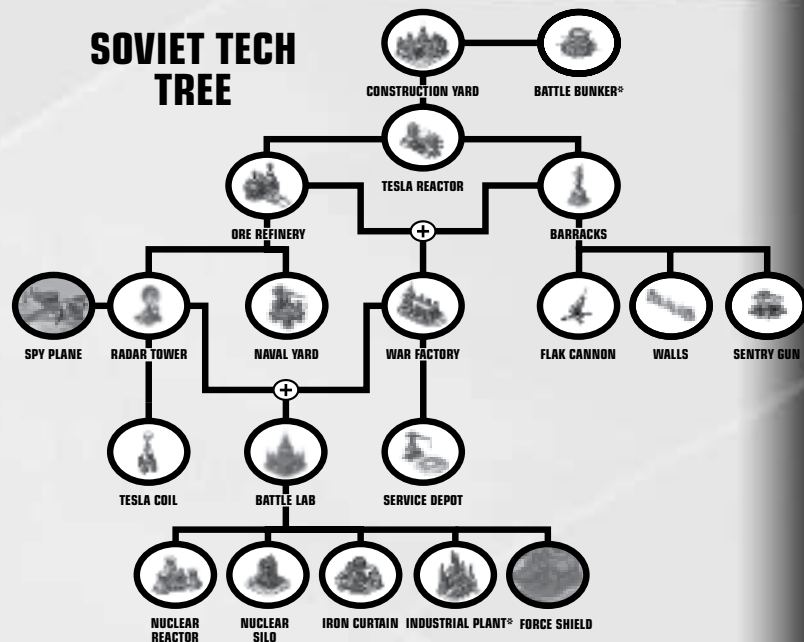 SOVIET TECH
TREE
CONSTRUCTION YARD
BATTLE BUNKER*
TESLA REACTOR
ORE REFINERY
+
BARRACKS
SPY PLANE
RADAR TOWER
NAVAL YARD
WAR FACTORY
FLAK CANNON
WALLS
SENTRY GUN
+
TESLA COIL
BATTLE LAB
SERVICE DEPOT
NUCLEAR
REACTOR
NUCLEAR
SILO
IRON CURTAIN
INDUSTRIAL PLANT*
FORCE SHIELD